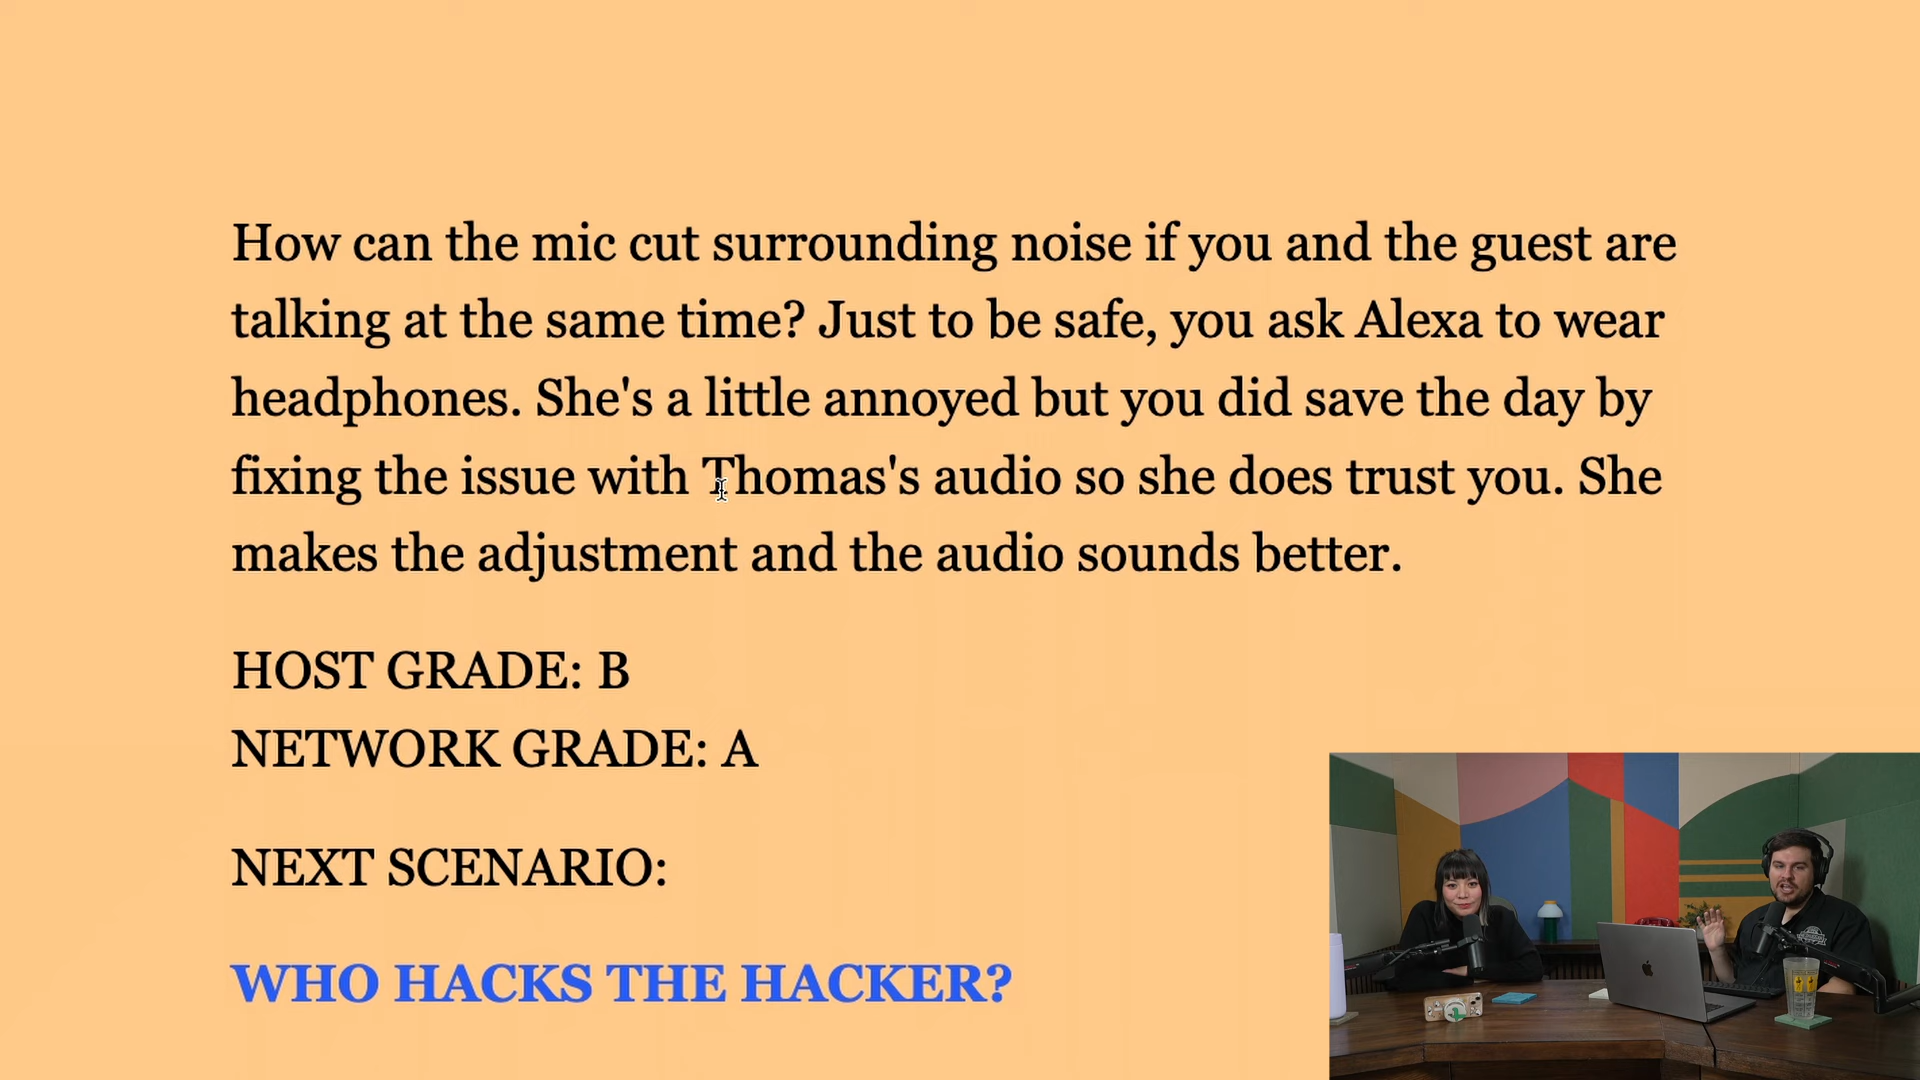 How can the mic cut surrounding noise if you and the guest are
talking at the same time? Just to be safe, you ask Alexa to wear
headphones. She's a little annoyed but you did save the day by
fixing the issue with Thomas's audio so she does trust you. She
makes the adjustment and the audio sounds better.
HOST GRADE: B
NETWORK GRADE: A
NEXT SCENARIO:
WHO HACKS THE HACKER?